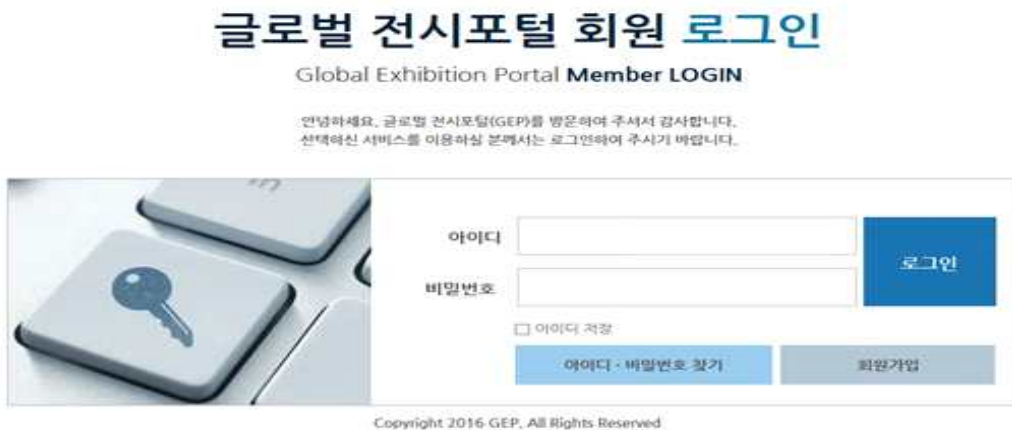 글로벌 전시포털 회원 로그인
Global Exhibition Portal Member LOGIN
안녕하세요, 글로벌 전시포털(GEP)를 방문하여 주셔서 감사합니다.
선택하신 서비스를 이용하실 분께서는 로그인하여 주시기 바랍니다.
in
아이디
로그인
비밀번호
아이디 저장
아이디 · 비밀번호 찾기
회원가입
Copyright 2016 GEP, All Rights Reserved